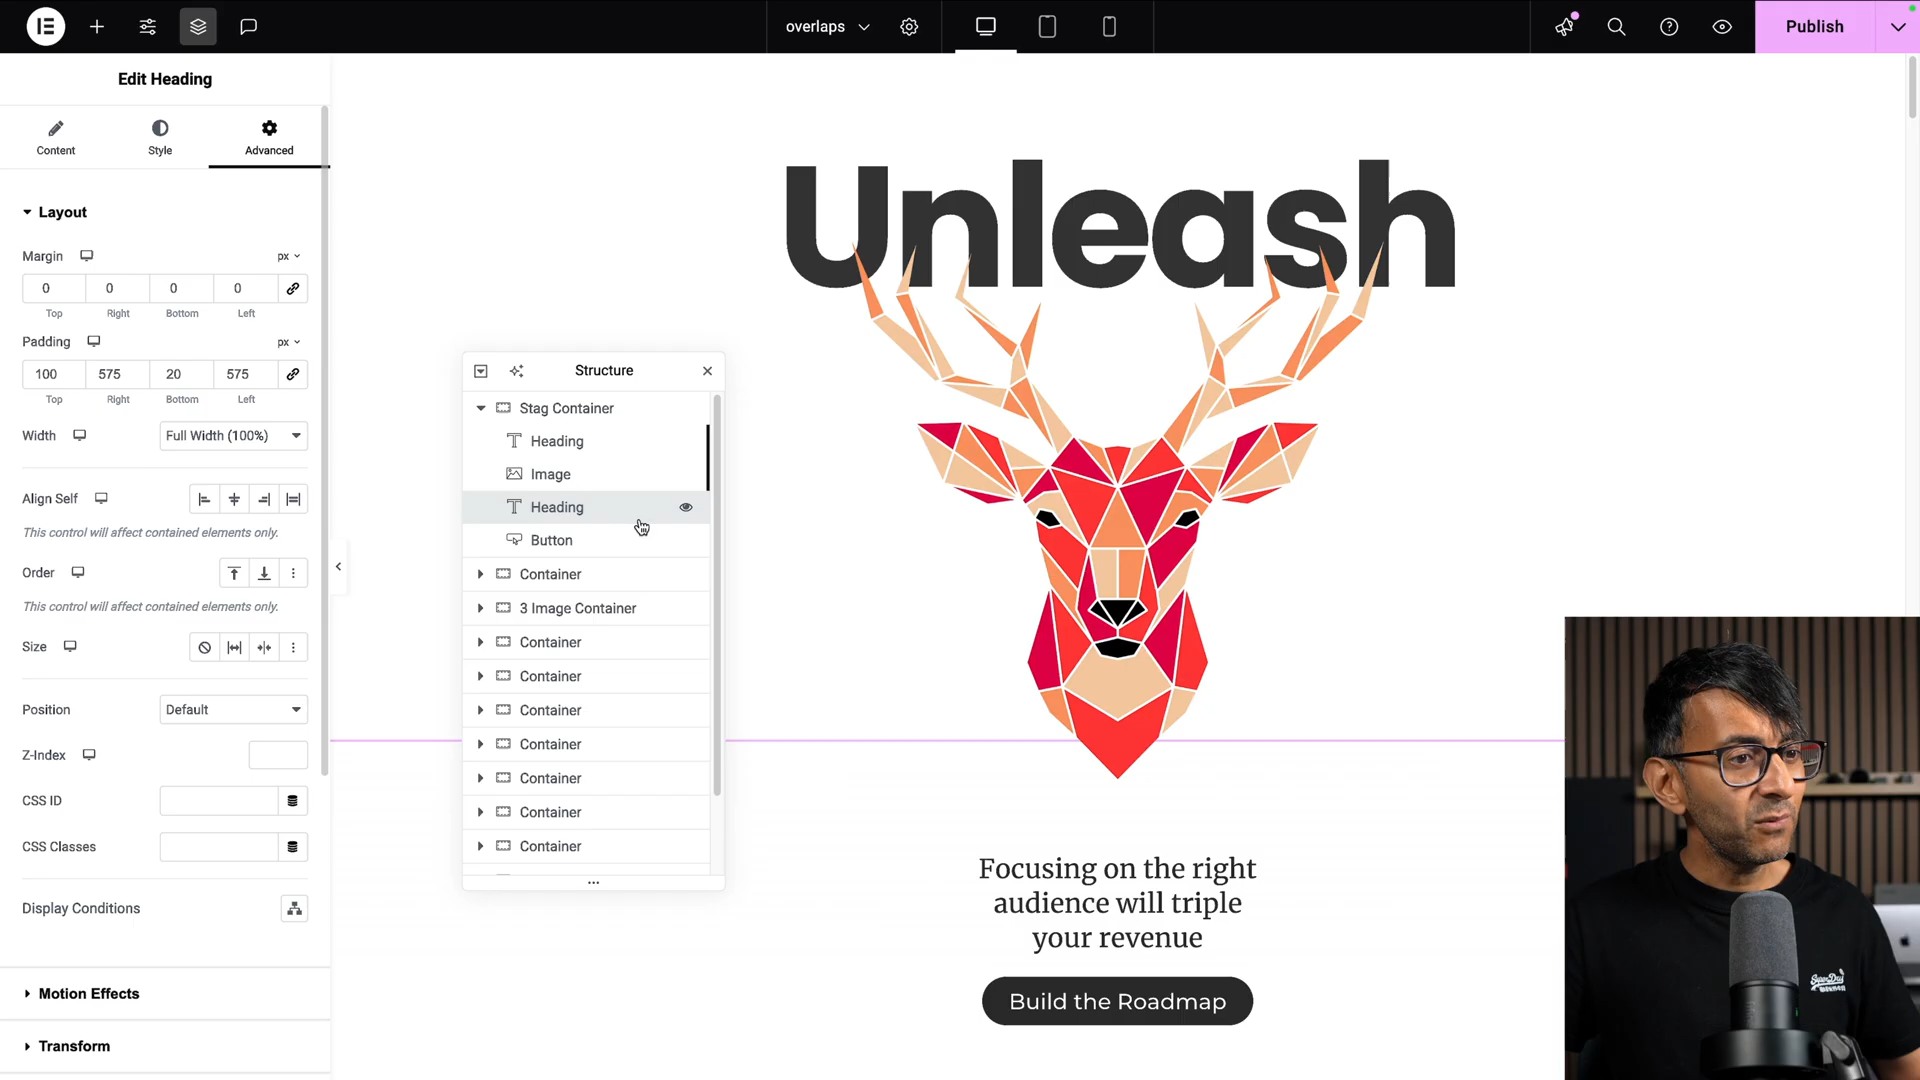 overlaps
Publish
Edit Heading
Content
Style
Advanced
Layout
Margin
px
0
0
0
0
Top
Right
Bottom
Left
Padding
px
100
575
20
575
Top
Right
Bottom
Left
Width
Full Width (100%)
Align Self
This control will affect contained elements only.
Order
This control will affect contained elements only.
Size
Position
Default
Z-Index
CSS ID
CSS Classes
Display Conditions
Motion Effects
Transform
Structure
Stag Container
Heading
Image
Heading
Button
Container
3 Image Container
Container
Container
Container
Container
Container
Container
Container
Unleash
Focusing on the right
audience will triple
your revenue
Build the Roadmap